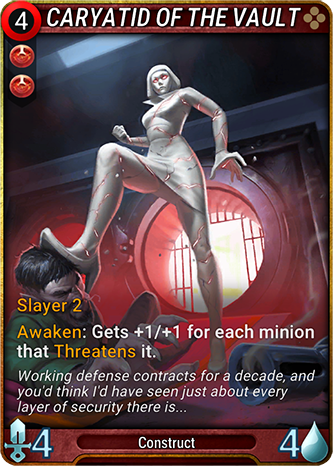 4 CARYATID OF THE VAULT
Slayer 2
Awaken: Gets +1/+1 for each minion
that Threatens it.
Working defense contracts for a decade, and
you'd think I'd have seen just about every
layer of security there is...
4 Construct 4